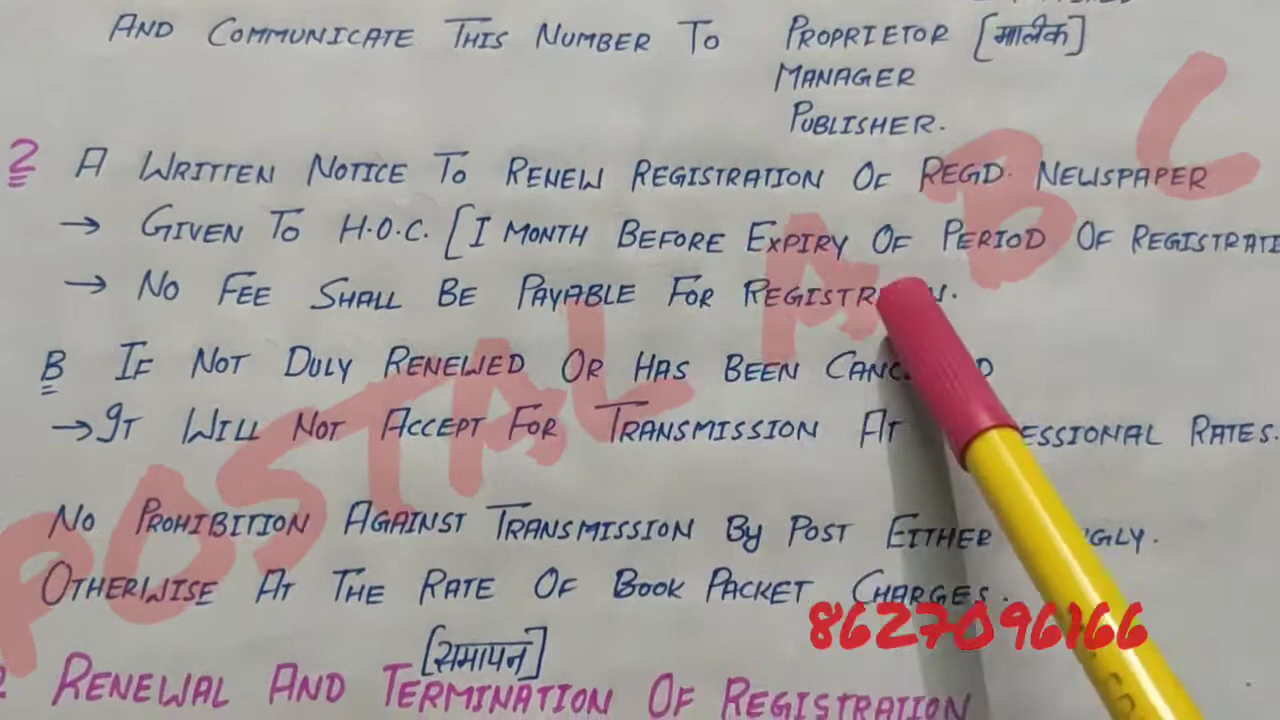 AND COMMUNICATE THIS NUMBER TO PROPRIETOR [मालिक]
MANAGER
PUBLISHER.
2 A WRITTEN NOTICE TO RENEW REGISTRATION OF REGD. NEWSPAPER
→ GIVEN TO H.O.C. [1 MONTH BEFORE EXPIRY OF PERIOD OF REGISTRATI
→ NO FEE SHALL BE PAYABLE FOR
B IF NOT DULY RENEWED OR HAS BEEN
→ IT WILL NOT ACCEPT FOR TRANSMISSION AT RATES.
NO PROHIBITION AGAINST TRANSMISSION BY POST EITHER
OTHERWISE AT THE RATE OF BOOK PACKET CHARGES.
8627096166
[समापन]
RENEWAL AND TERMINATION OF REGISTRATION
POSTAL ABC